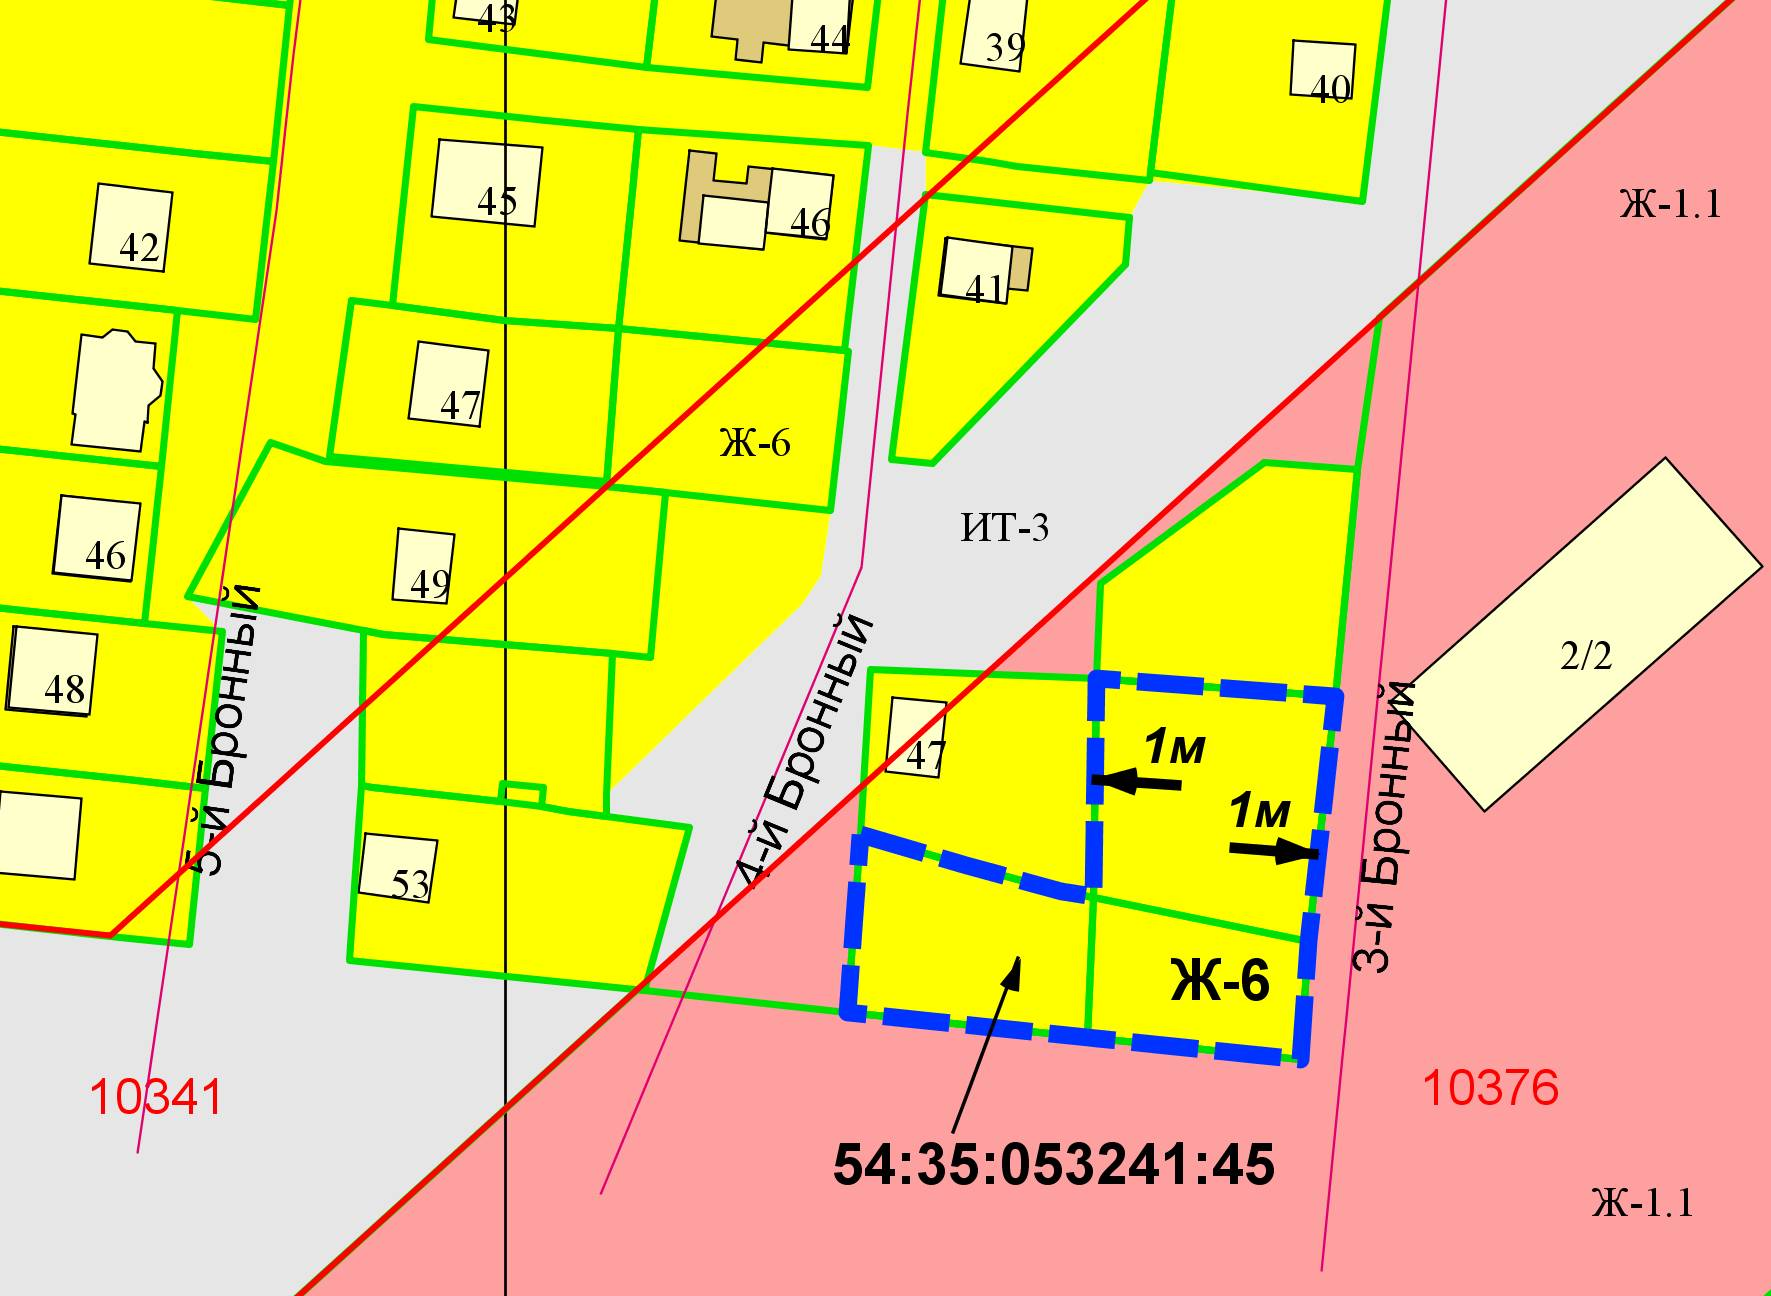 43
44
39
40
Ж-1.1
45
46
42
41
47
Ж-6
ИТ-3
46
49
2/2
48
5-й Бронный
4-й Бронный
3-й Бронный
47
1м
1м
53
Ж-6
10341
10376
54:35:053241:45
Ж-1.1